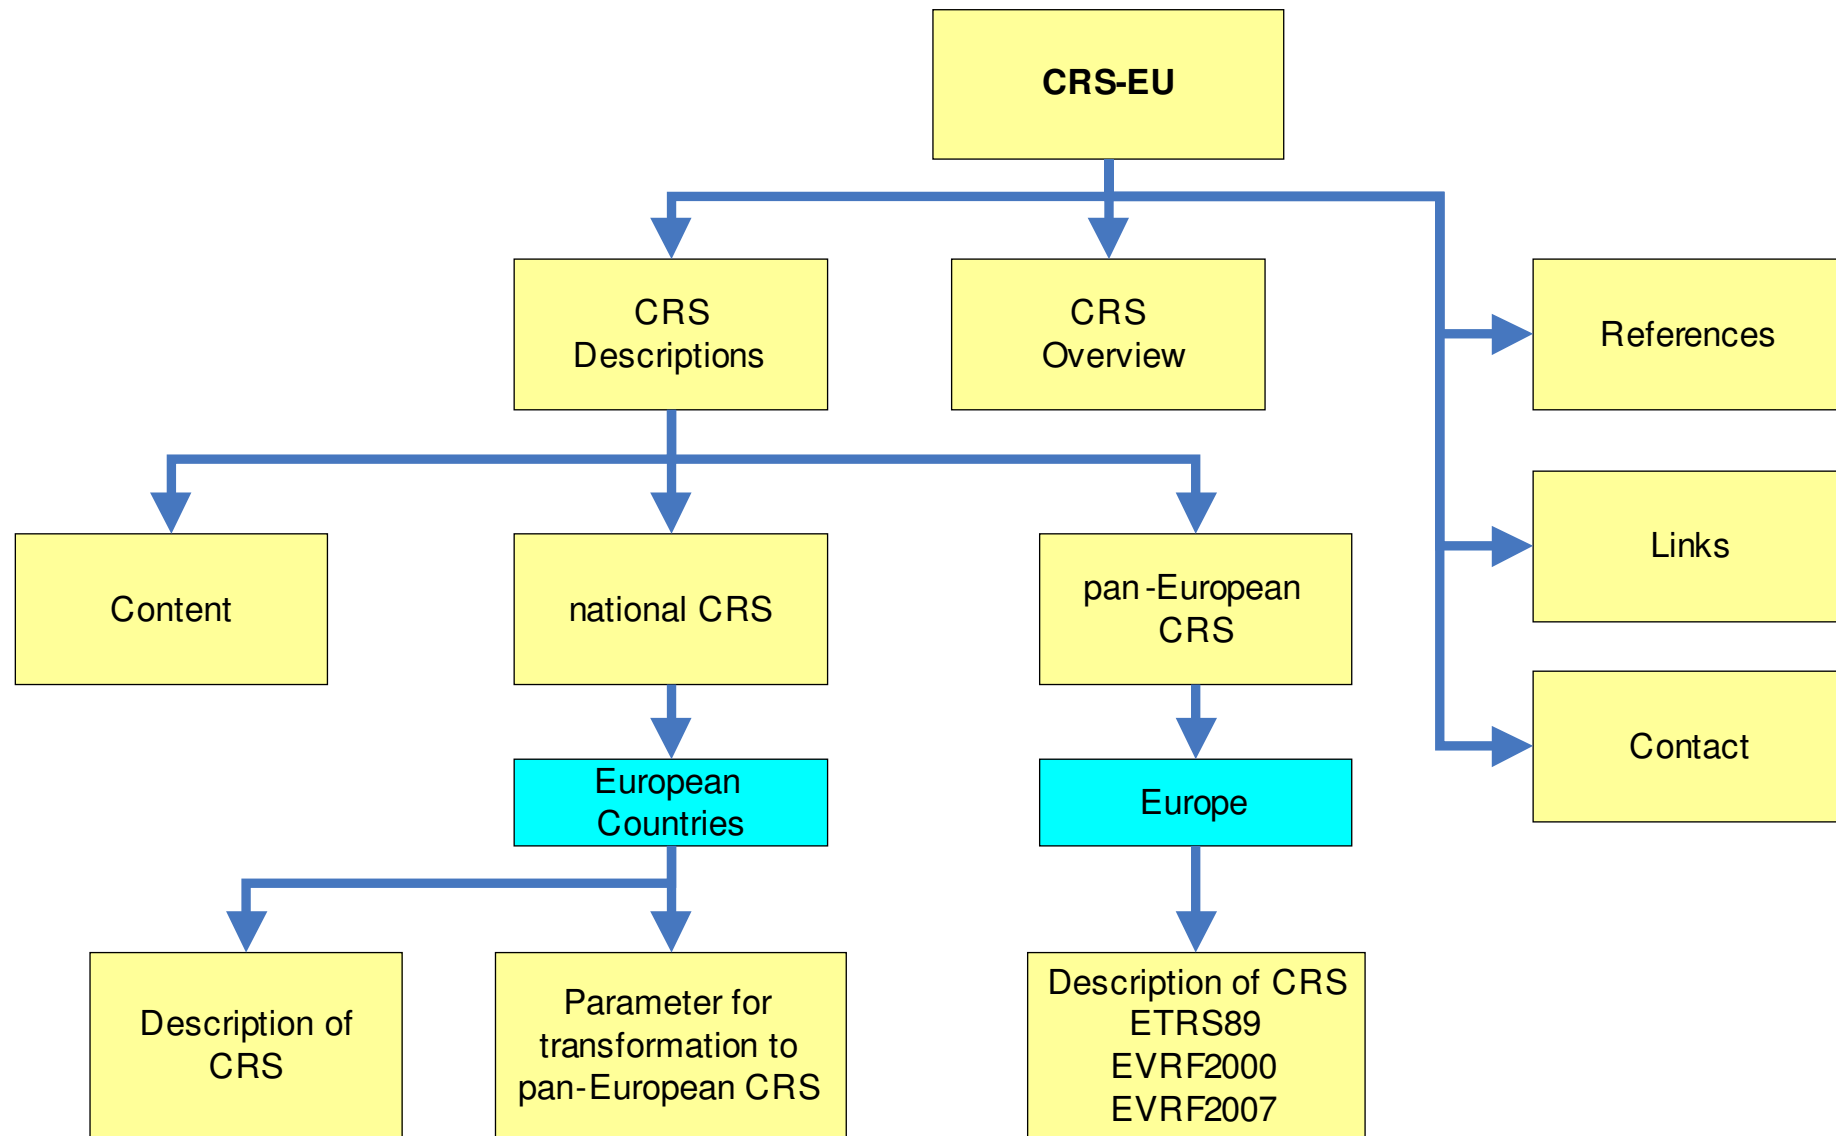 CRS-EU
CRS
Descriptions
CRS
Overview
References
Links
Contact
Content
national CRS
pan-European
CRS
European
Countries
Europe
Description of
CRS
Parameter for
transformation to
pan-European CRS
Description of CRS
ETRS89
EVRF2000
EVRF2007